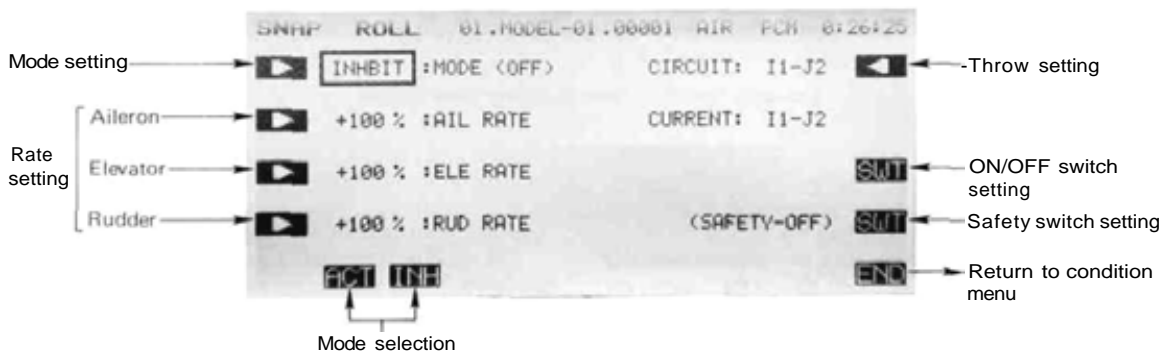 SNAP ROLL 01.MODEL-01.00001 AIR PCM 0:26:25
Mode setting INHBIT :MODE (OFF) CIRCUIT: I1-J2 -Throw setting
Aileron +100 % :AIL RATE CURRENT: I1-J2
Rate setting
Elevator +100 % :ELE RATE SWT ON/OFF switch setting
Rudder +100 % :RUD RATE (SAFETY-OFF) SWT Safety switch setting
ACT INH END Return to condition menu
Mode selection